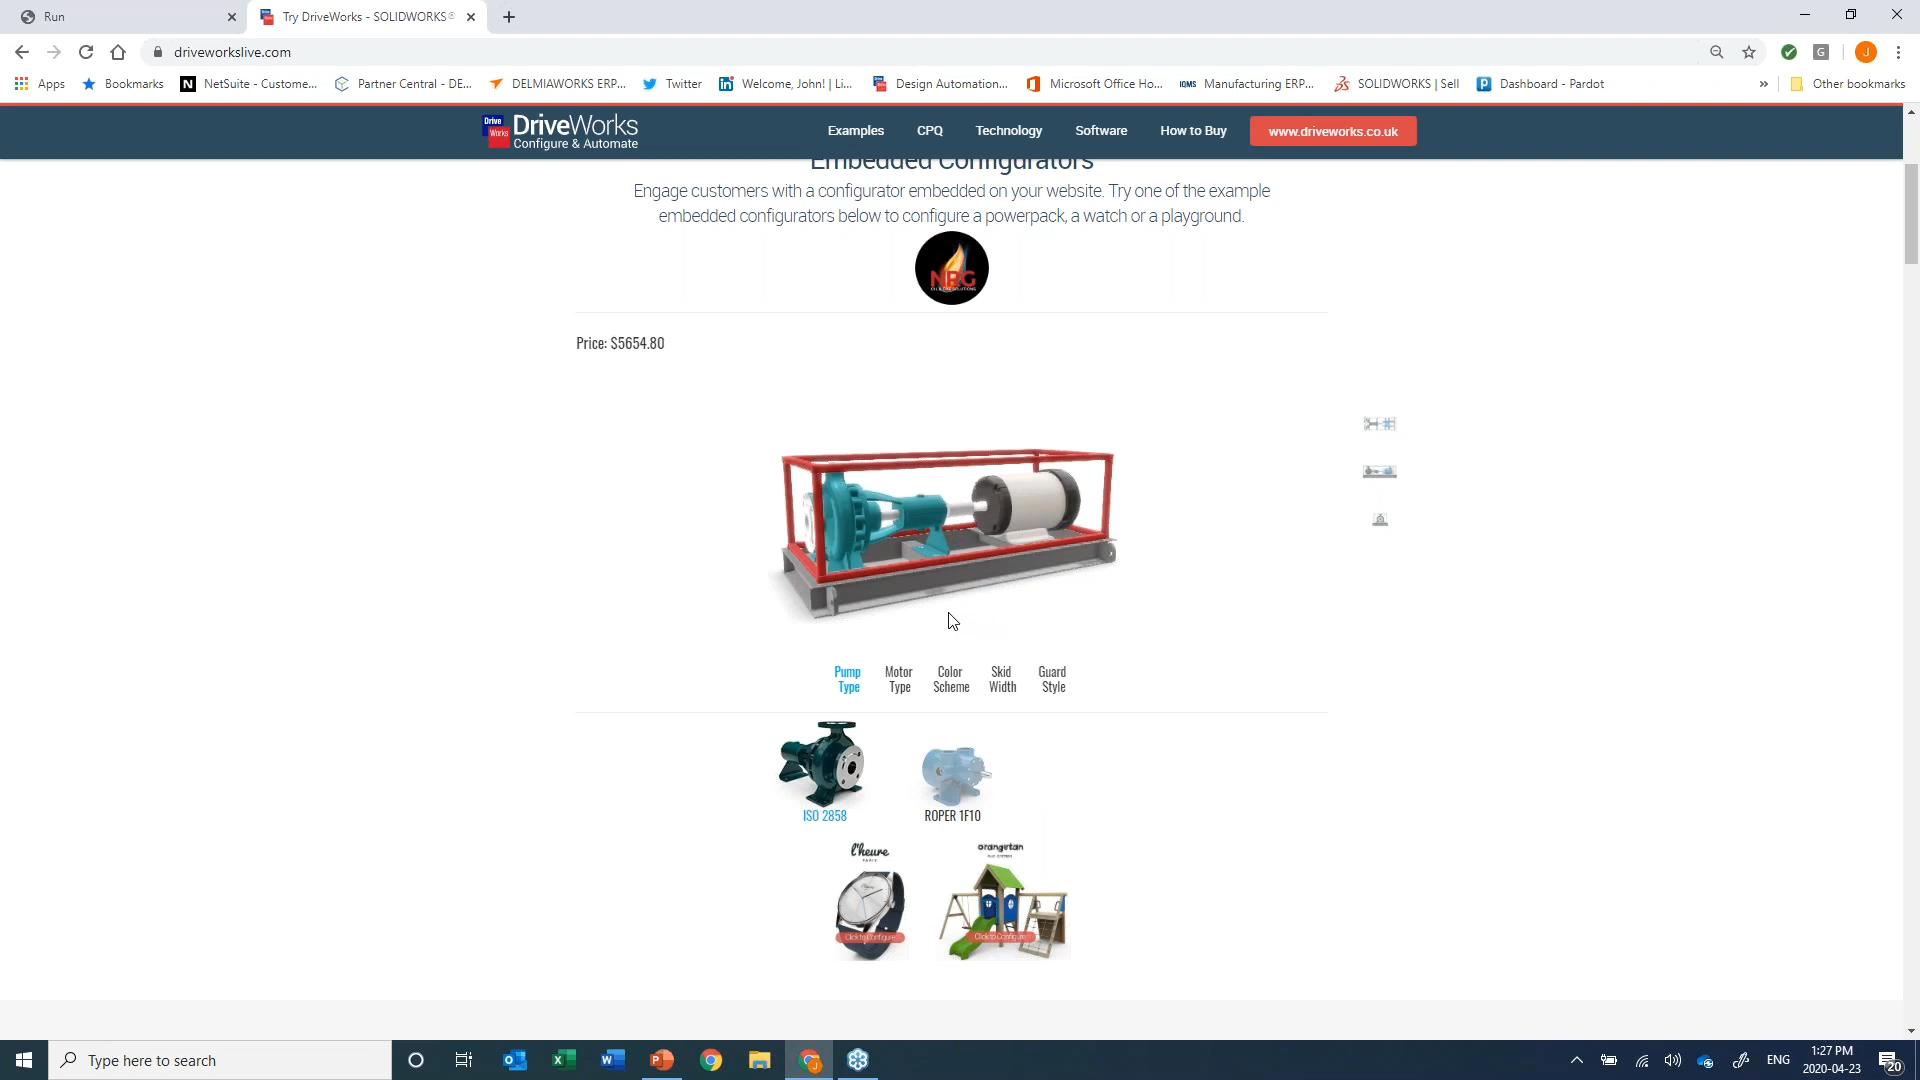 Run
Try DriveWorks - SOLIDWORKS®
driveworkslive.com
G
J
Apps
Bookmarks
NetSuite - Custome...
Partner Central - DE...
DELMIAWORKS ERP...
Twitter
Welcome, John! | Li...
Design Automation...
Microsoft Office Ho...
IQMS
Manufacturing ERP...
SOLIDWORKS | Sell
Dashboard - Pardot
»
Other bookmarks
Drive
Works
DriveWorks
Configure & Automate
Examples
CPQ
Technology
Software
How to Buy
www.driveworks.co.uk
Embedded Configurators
Engage customers with a configurator embedded on your website. Try one of the example
embedded configurators below to configure a powerpack, a watch or a playground.
NRG
Price: $5654.80
Pump
Type
Motor
Type
Color
Scheme
Skid
Width
Guard
Style
ISO 2858
ROPER 1F10
l'heure
PARIS
orangutan
Click to Configure
Click to Configure
Type here to search
ENG
1:27 PM
2020-04-23
20